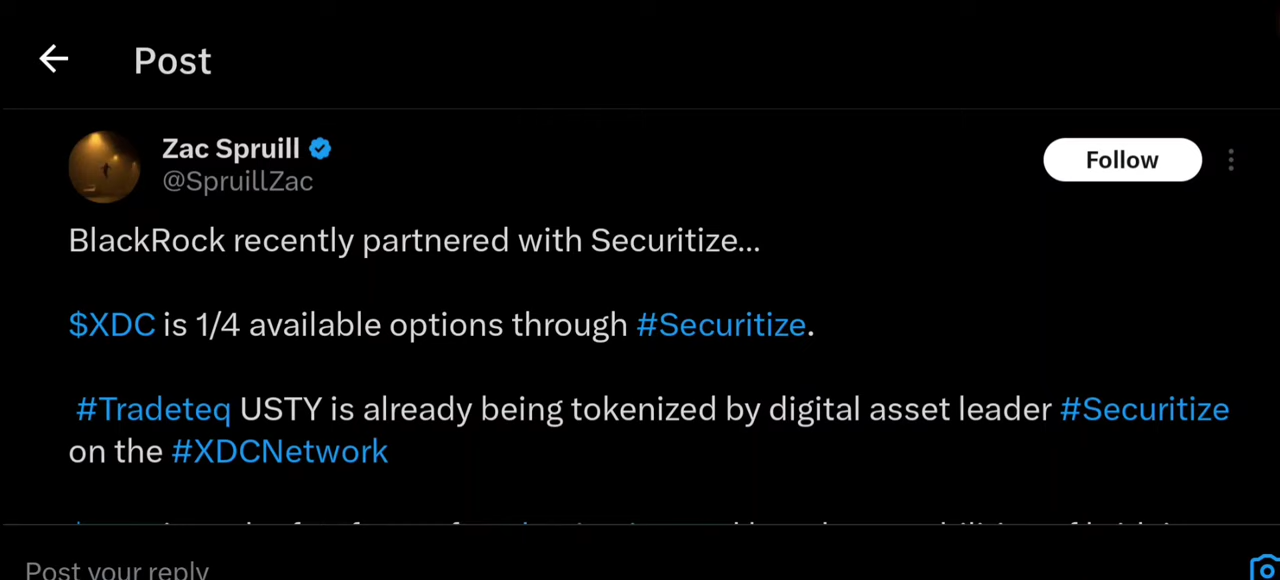 Post
Zac Spruill
@SpruillZac
Follow
BlackRock recently partnered with Securitize...
$XDC is 1/4 available options through #Securitize.
#Tradeteq USTY is already being tokenized by digital asset leader #Securitize
on the #XDCNetwork
Post your reply